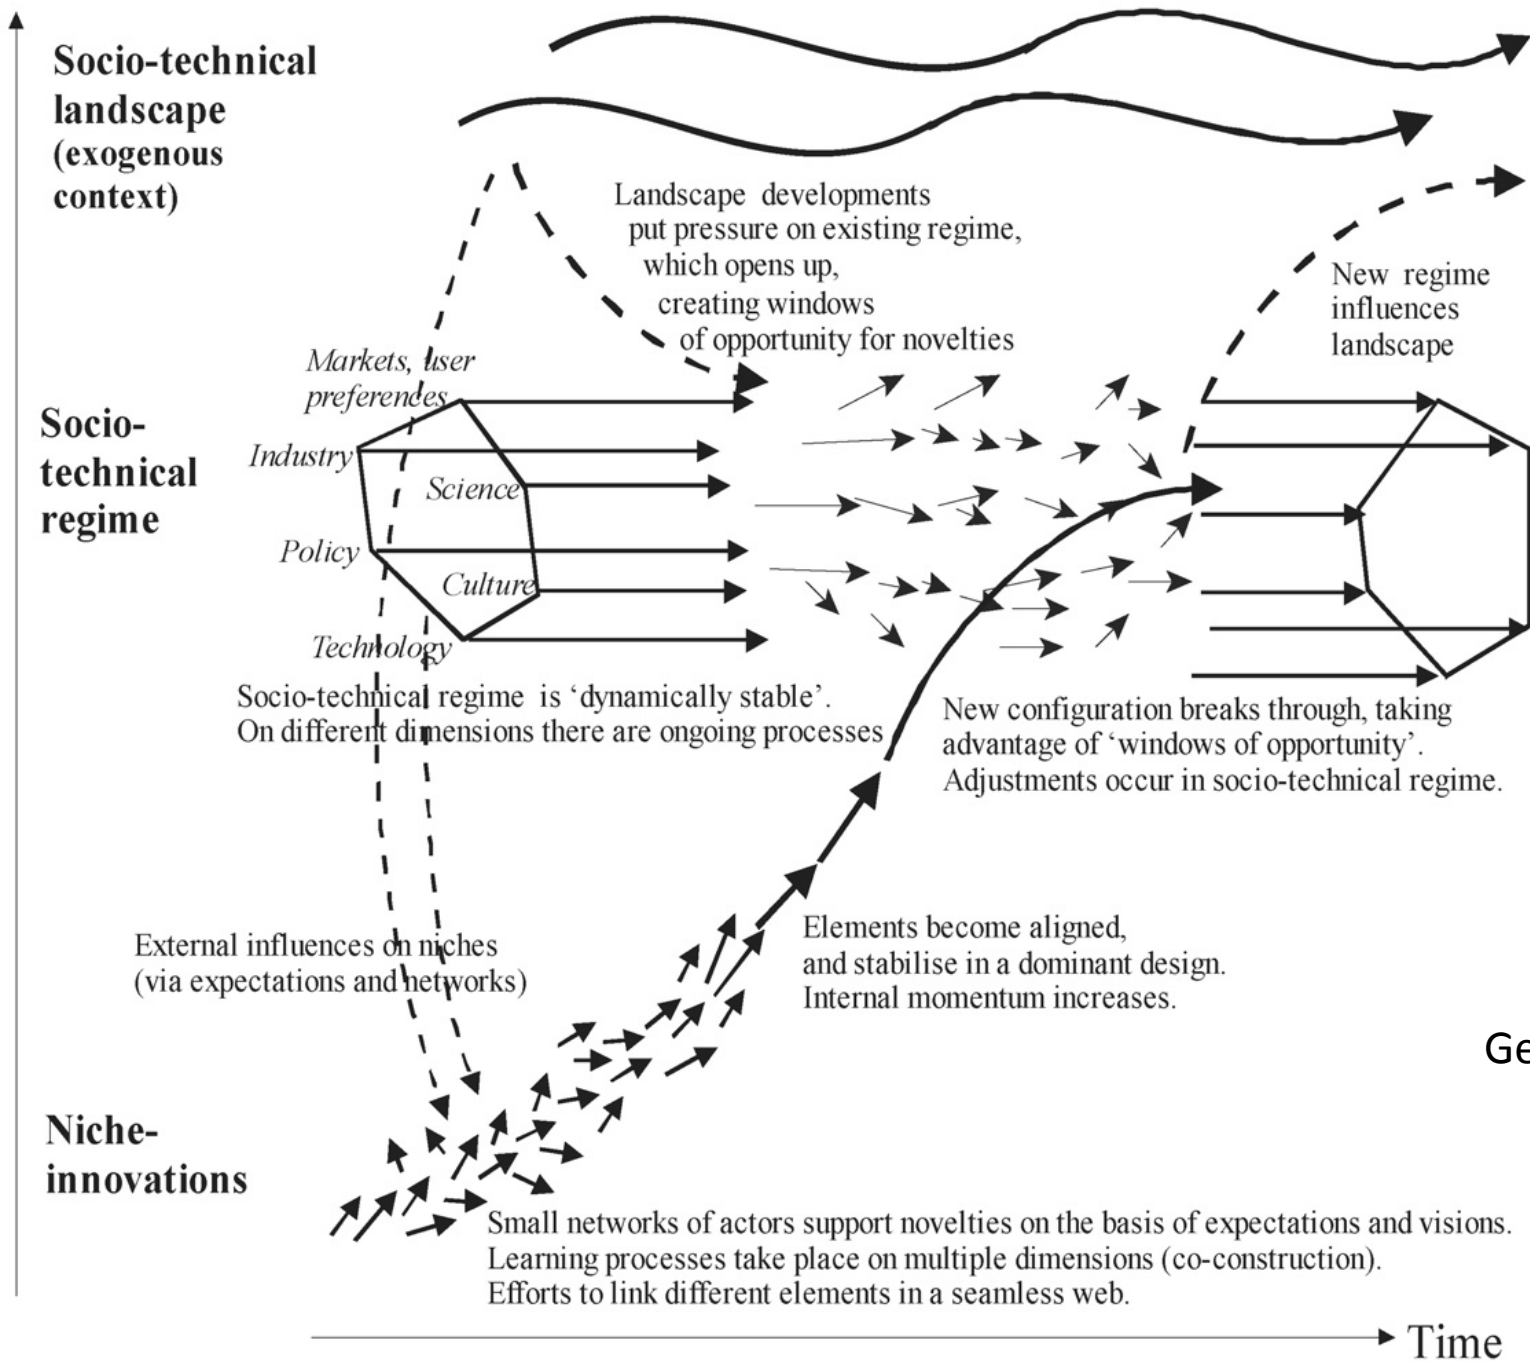 Socio-technical
landscape
(exogenous
context)
Landscape developments
put pressure on existing regime,
which opens up,
creating windows
of opportunity for novelties
New regime
influences
landscape
Markets, user
preferences
Socio-
technical
regime
Industry
Science
Policy
Culture
Technology
Socio-technical regime is ‘dynamically stable’.
On different dimensions there are ongoing processes
New configuration breaks through, taking
advantage of ‘windows of opportunity’.
Adjustments occur in socio-technical regime.
External influences on niches
(via expectations and networks)
Elements become aligned,
and stabilise in a dominant design.
Internal momentum increases.
Ge
Niche-
innovations
Small networks of actors support novelties on the basis of expectations and visions.
Learning processes take place on multiple dimensions (co-construction).
Efforts to link different elements in a seamless web.
Time